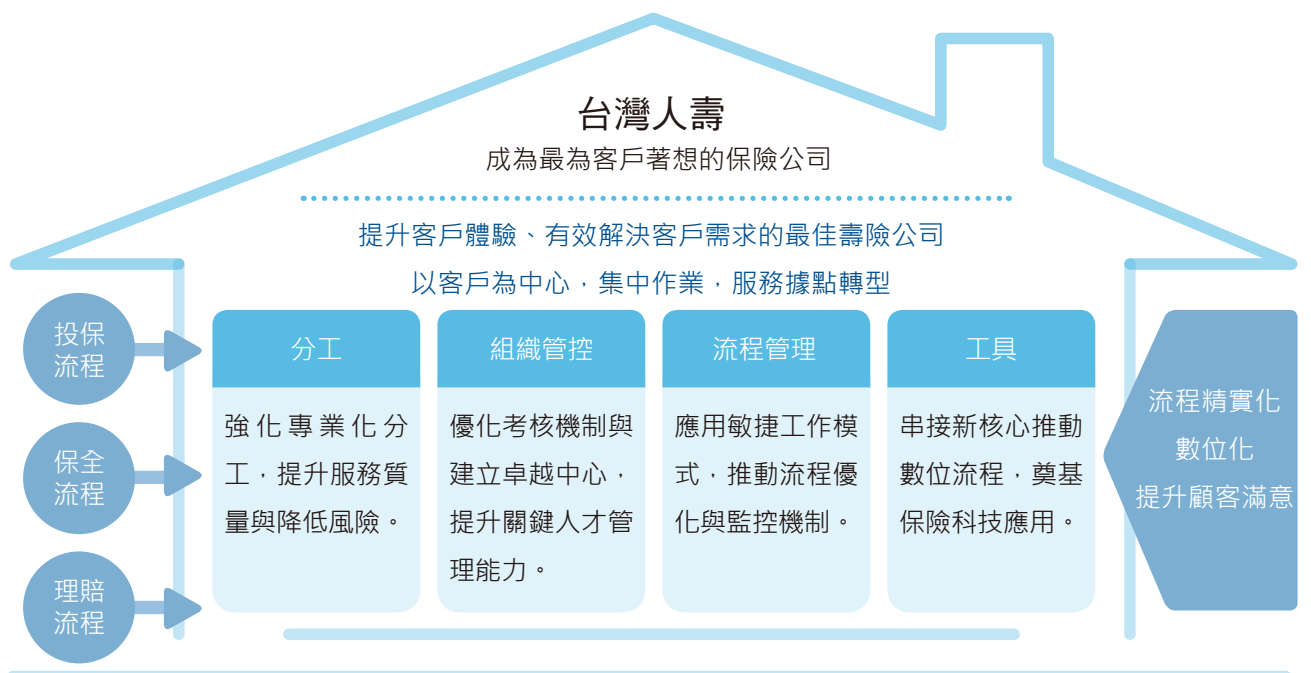 台灣人壽
成為最為客戶著想的保險公司
提升客戶體驗、有效解決客戶需求的最佳壽險公司
以客戶為中心，集中作業，服務據點轉型
投保
流程
保全
流程
理賠
流程
分工
強化專業化分
工，提升服務質
量與降低風險。
組織管控
優化考核機制與
建立卓越中心，
提升關鍵人才管
理能力。
流程管理
應用敏捷工作模
式，推動流程優
化與監控機制。
工具
串接新核心推動
數位流程，奠基
保險科技應用。
流程精實化
數位化
提升顧客滿意